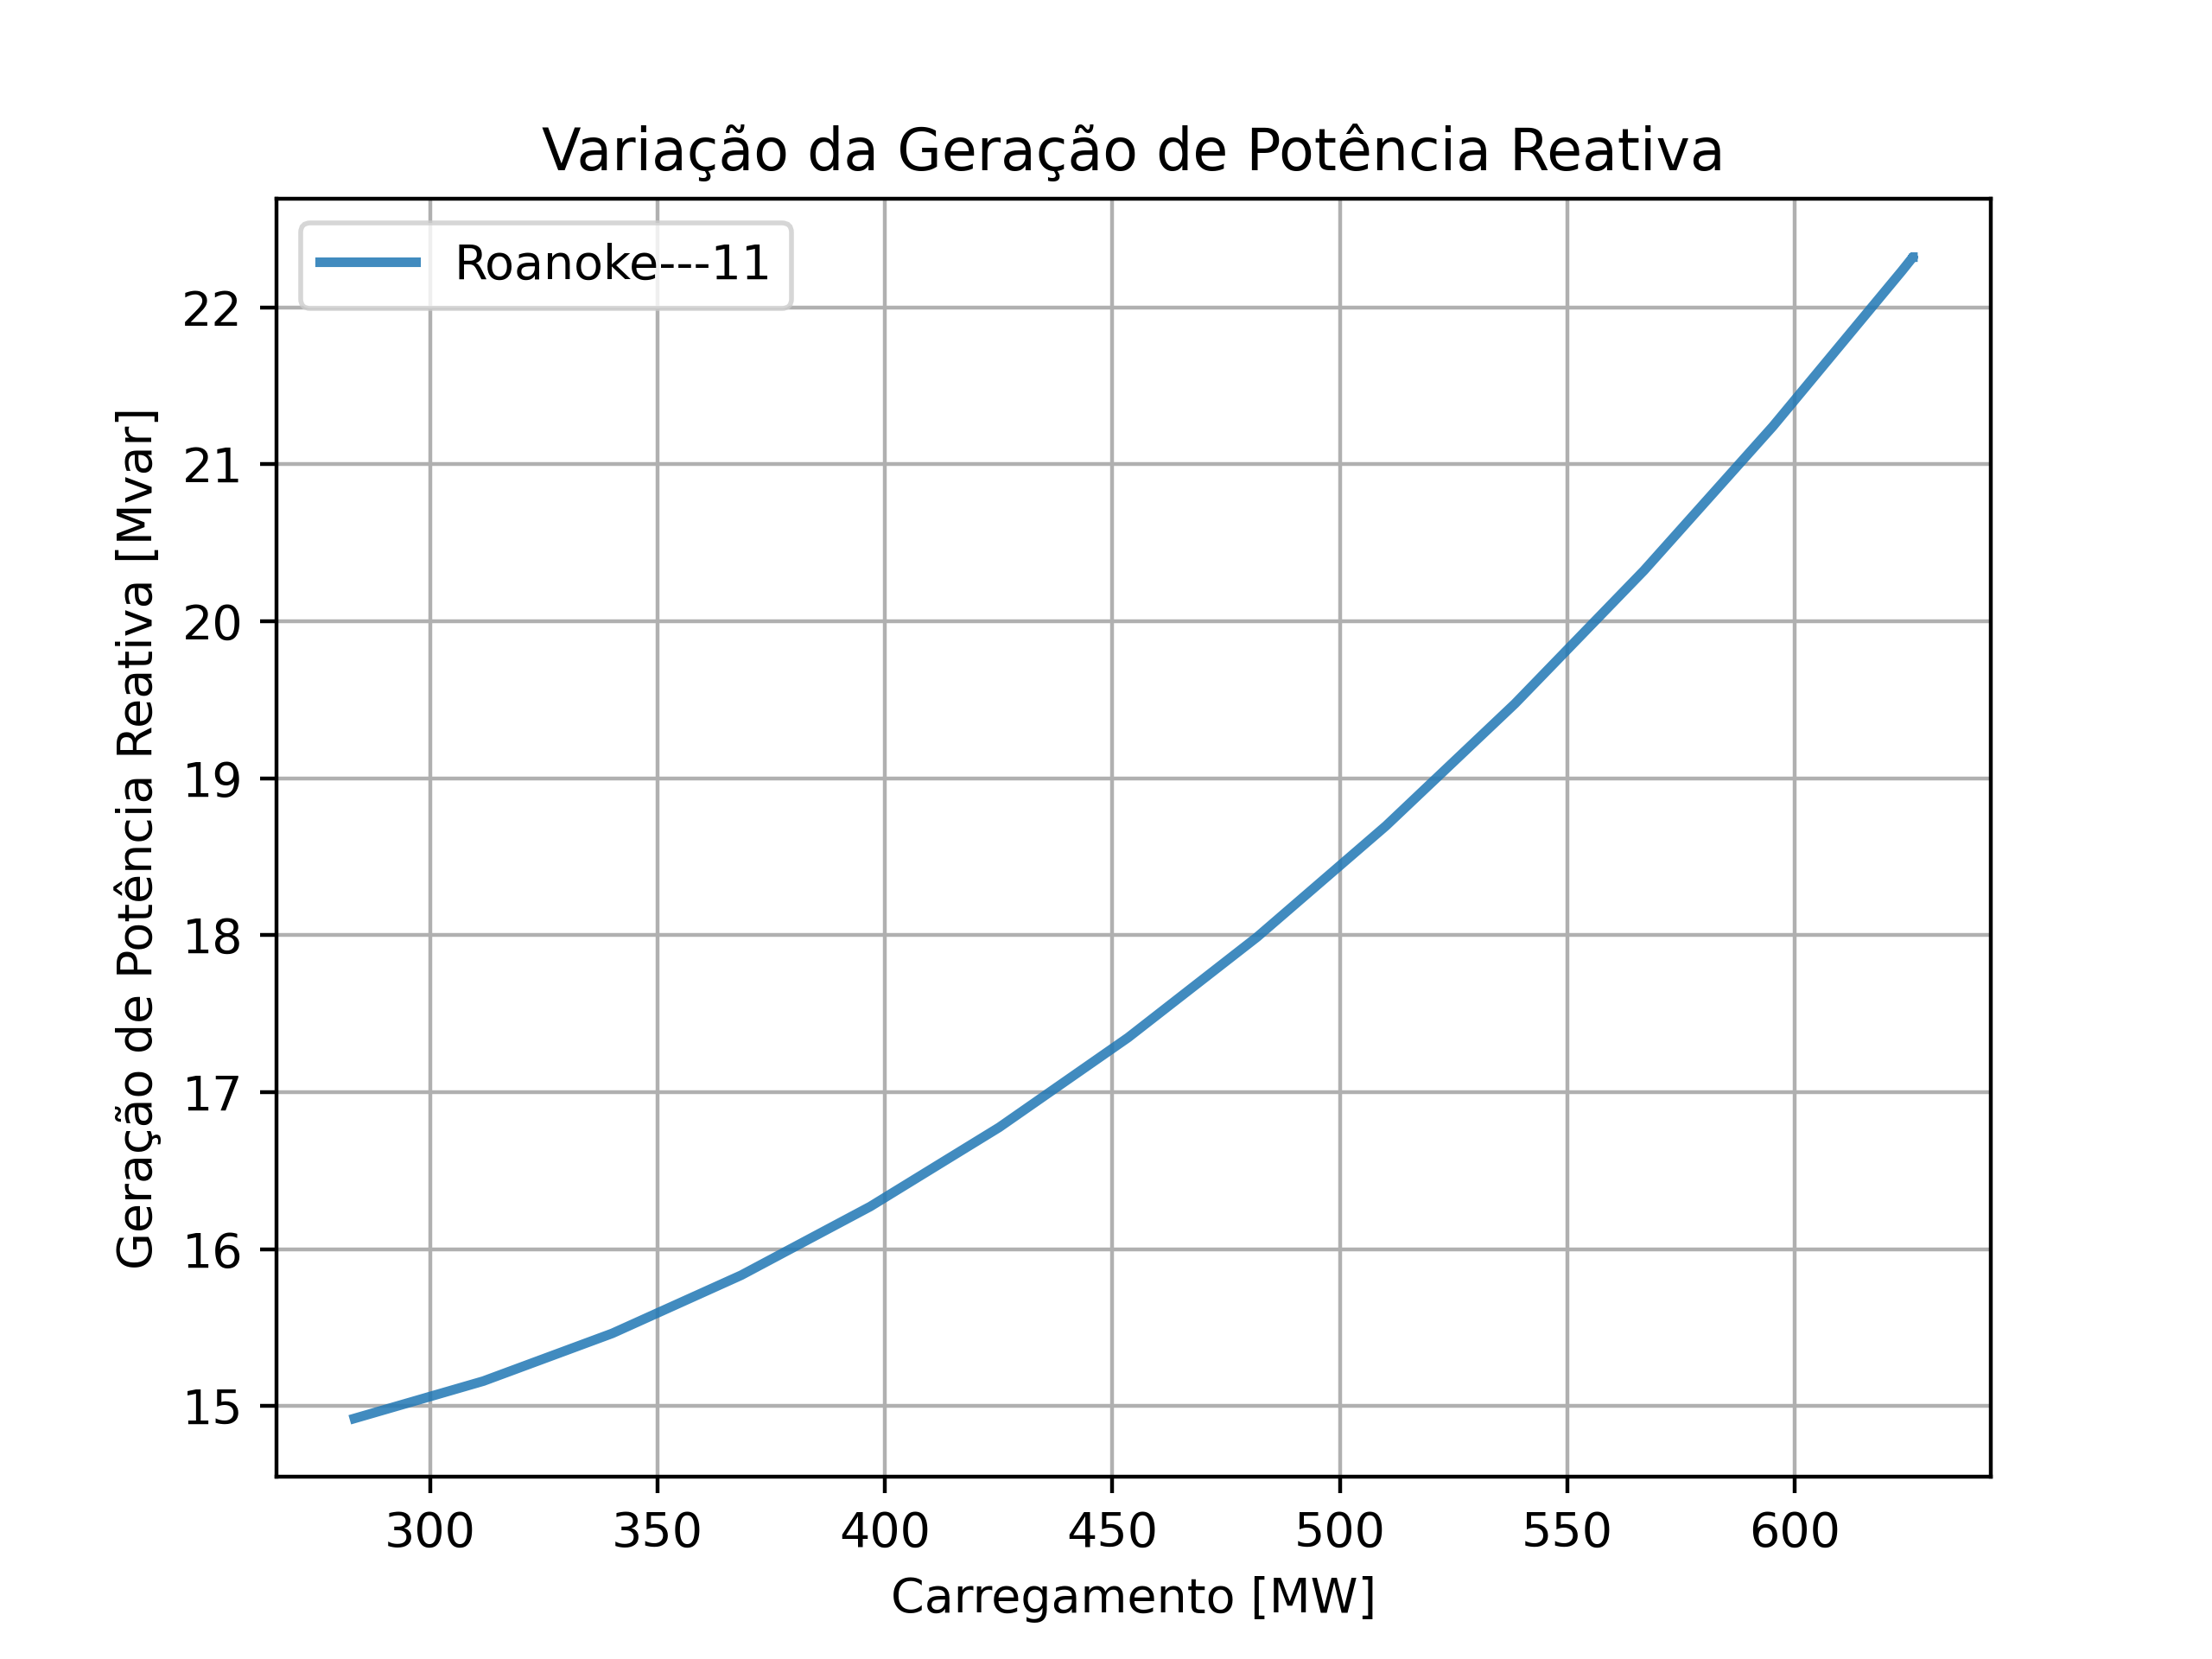 Variação da Geração de Potência Reativa
Roanoke---11
Geração de Potência Reativa [Mvar]
22
21
20
19
18
17
16
15
300 350 400 450 500 550 600
Carregamento [MW]